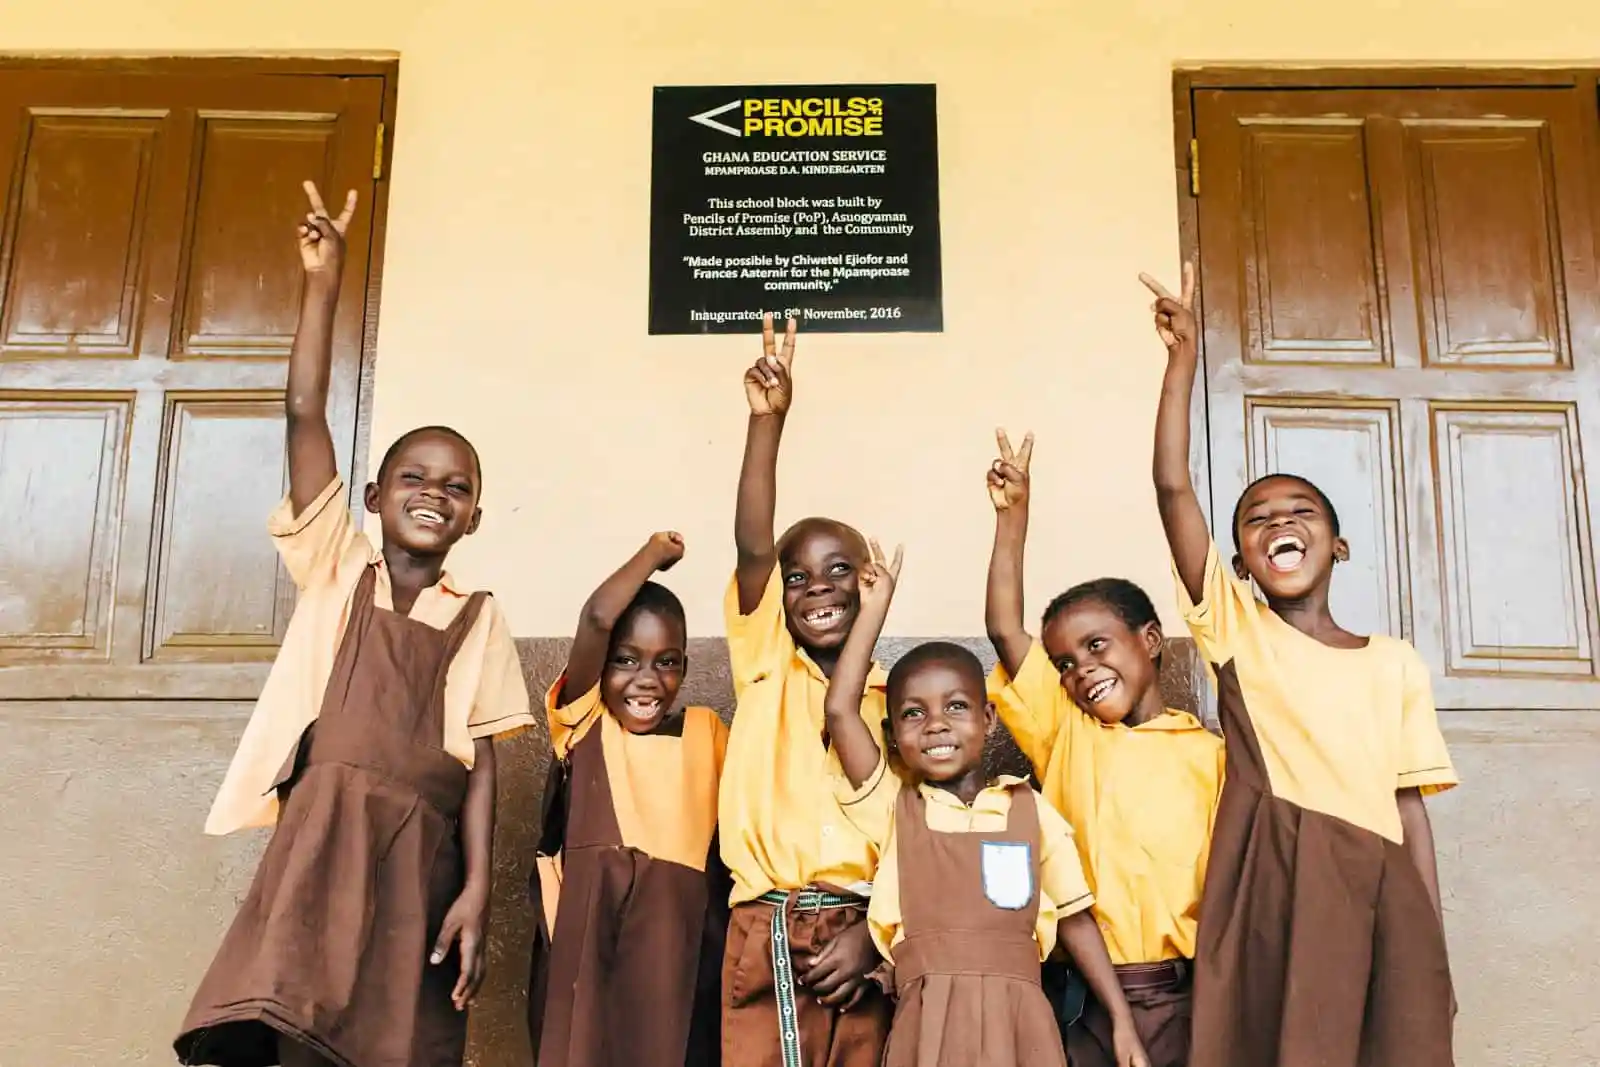 PENCILS OF
PROMISE
GHANA EDUCATION SERVICE
MPAMPROASE D.A. KINDERGARTEN
This school block was built by
Pencils of Promise (PoP), Asuogyaman
District Assembly and the Community
"Made possible by Chiwetel Ejiofor and
Frances Aaternir for the Mpamproase
community."
Inaugurated on 8th November, 2016